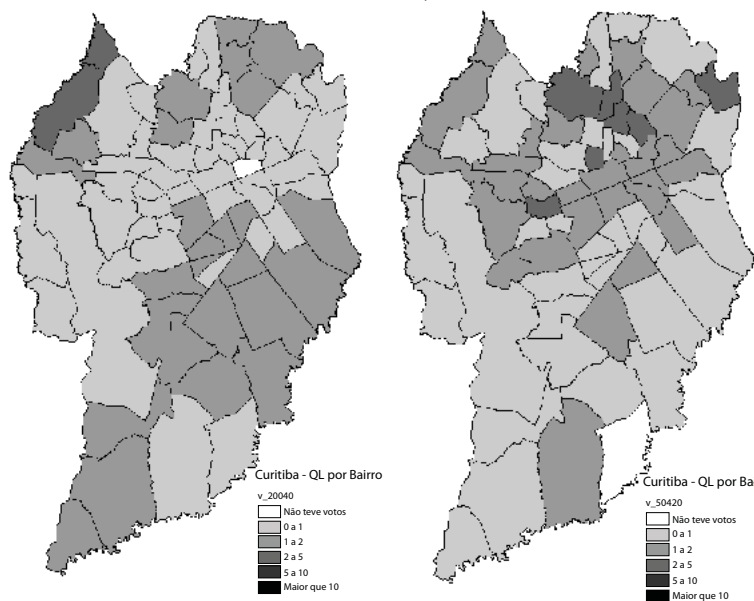 Curitiba - QL por Bairro
v_20040
Não teve votos
0 a 1
1 a 2
2 a 5
5 a 10
Maior que 10
Curitiba - QL por Ba
v_50420
Não teve votos
0 a 1
1 a 2
2 a 5
5 a 10
Maior que 10